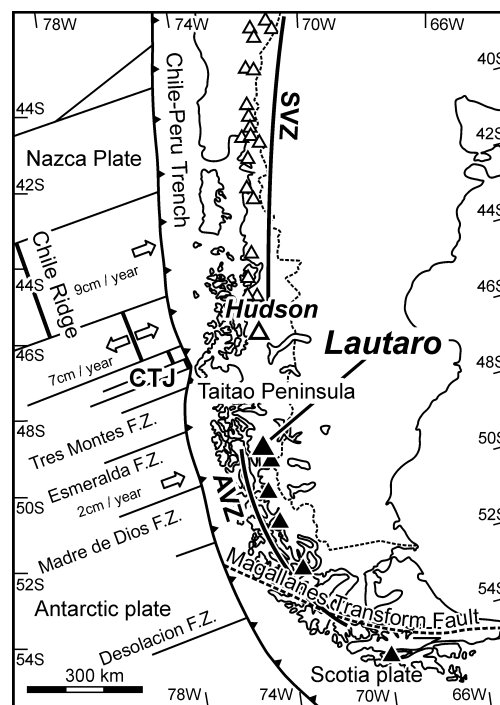 78W
70W
66W
40S
44S
Chile-Peru Trench
SVZ
42S
Nazca Plate
42S
44S
Chile Ridge
9cm / year
46S
44S
Hudson
Lautaro
46S
48S
7cm / year
CTJ
Taitao Peninsula
48S
50S
Tres Montes F.Z.
Esmeralda F.Z.
AVZ
2cm / year
50S
52S
Madre de Dios F.Z.
Magallanes Transform Fault
52S
54S
Antarctic plate
Desolacion F.Z.
54S
Scotia plate
300 km
78W
74W
70W
66W